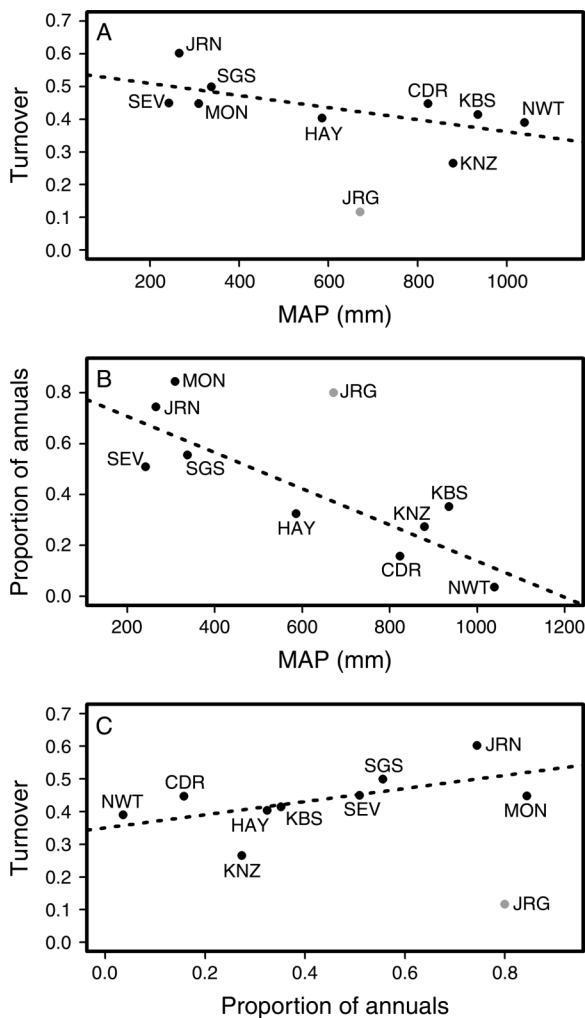 A
0.7
0.6
0.5
0.4
0.3
0.2
0.1
0.0
Turnover
JRN
SGS
SEV
MON
HAY
CDR
KBS
NWT
KNZ
JRG
200 400 600 800 1000
MAP (mm)
B
0.8
0.6
0.4
0.2
0.0
Proportion of annuals
MON
JRN
JRG
SEV
SGS
HAY
KNZ
KBS
CDR
NWT
200 400 600 800 1000 1200
MAP (mm)
C
0.7
0.6
0.5
0.4
0.3
0.2
0.1
0.0
Turnover
NWT
CDR
HAY
KBS
KNZ
SGS
SEV
JRN
MON
JRG
0.0 0.2 0.4 0.6 0.8
Proportion of annuals